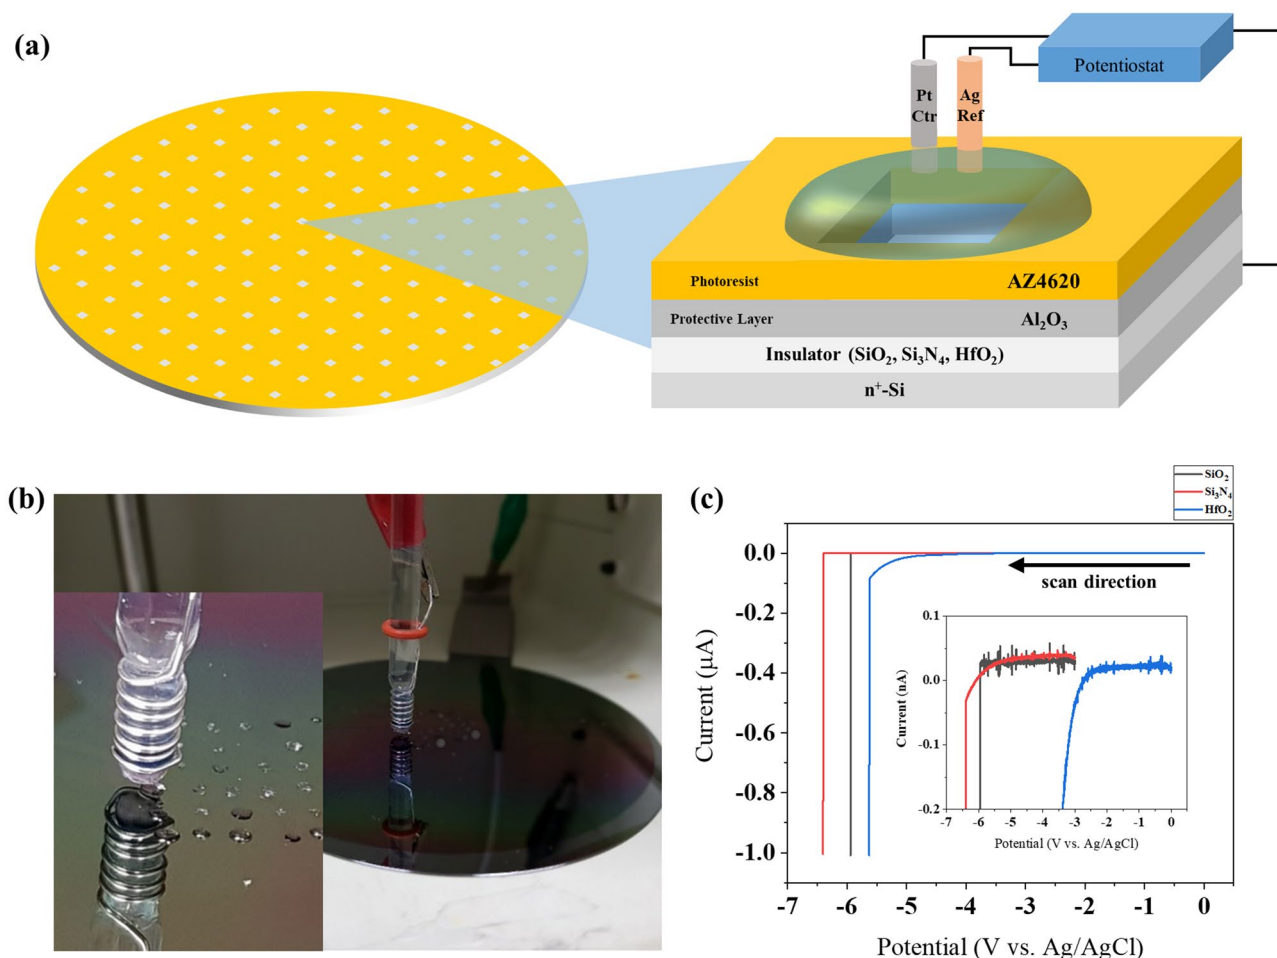 (a)
Potentiostat
Pt
Ctr
Ag
Ref
Photoresist
AZ4620
Protective Layer
Al₂O₃
Insulator (SiO₂, Si₃N₄, HfO₂)
n⁺-Si
(b)
(c)
SiO₂
Si₃N₄
HfO₂
0.0
-0.2
-0.4
-0.6
-0.8
-1.0
Current (μA)
scan direction
0.1
0.0
-0.1
-0.2
Current (nA)
-7 -6 -5 -4 -3 -2 -1 0
Potential (V vs. Ag/AgCl)
-7 -6 -5 -4 -3 -2 -1 0
Potential (V vs. Ag/AgCl)